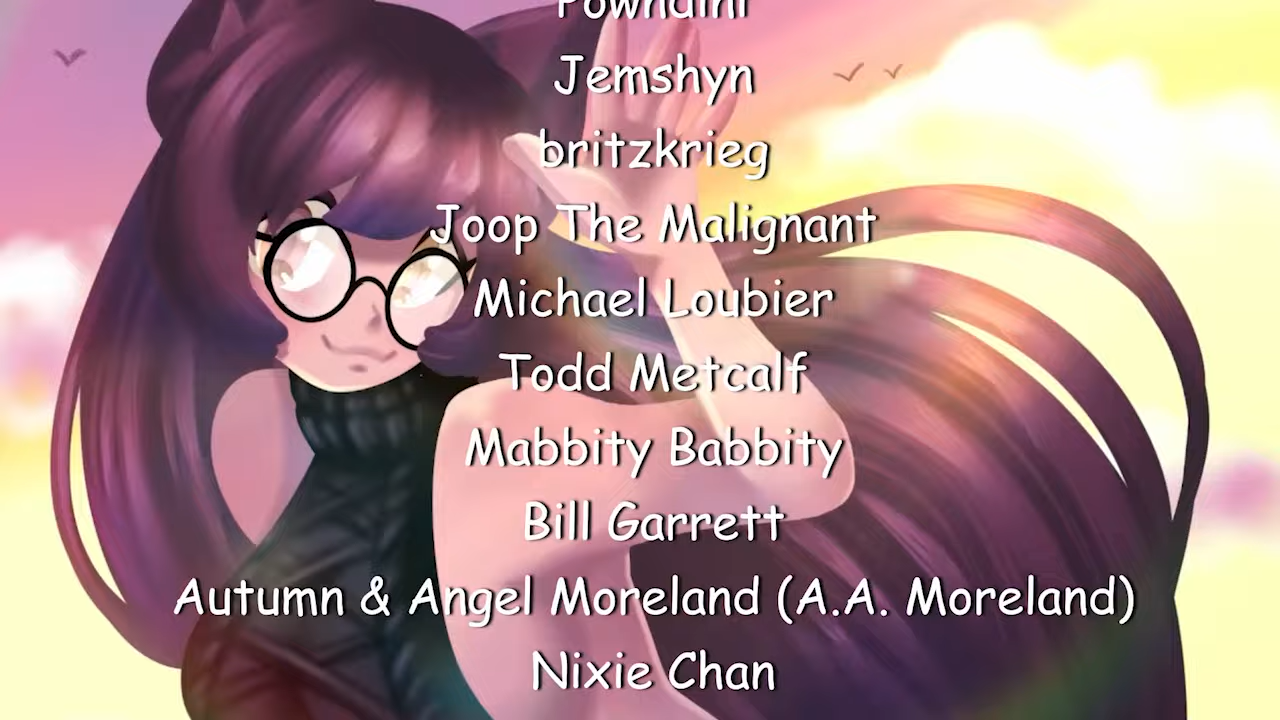 Powndini
Jemshyn
britzkrieg
Joop The Malignant
Michael Loubier
Todd Metcalf
Mabbity Babbity
Bill Garrett
Autumn & Angel Moreland (A.A. Moreland)
Nixie Chan